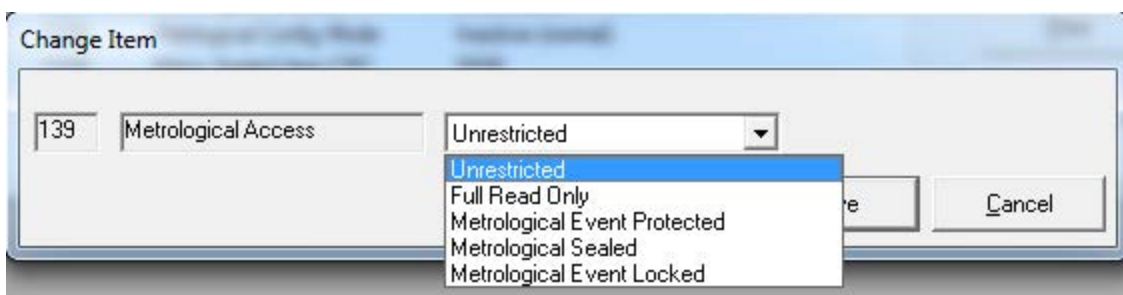 Change Item
139 Metrological Access Unrestricted
Unrestricted
Full Read Only
Metrological Event Protected
Metrological Sealed
Metrological Event Locked
Cancel